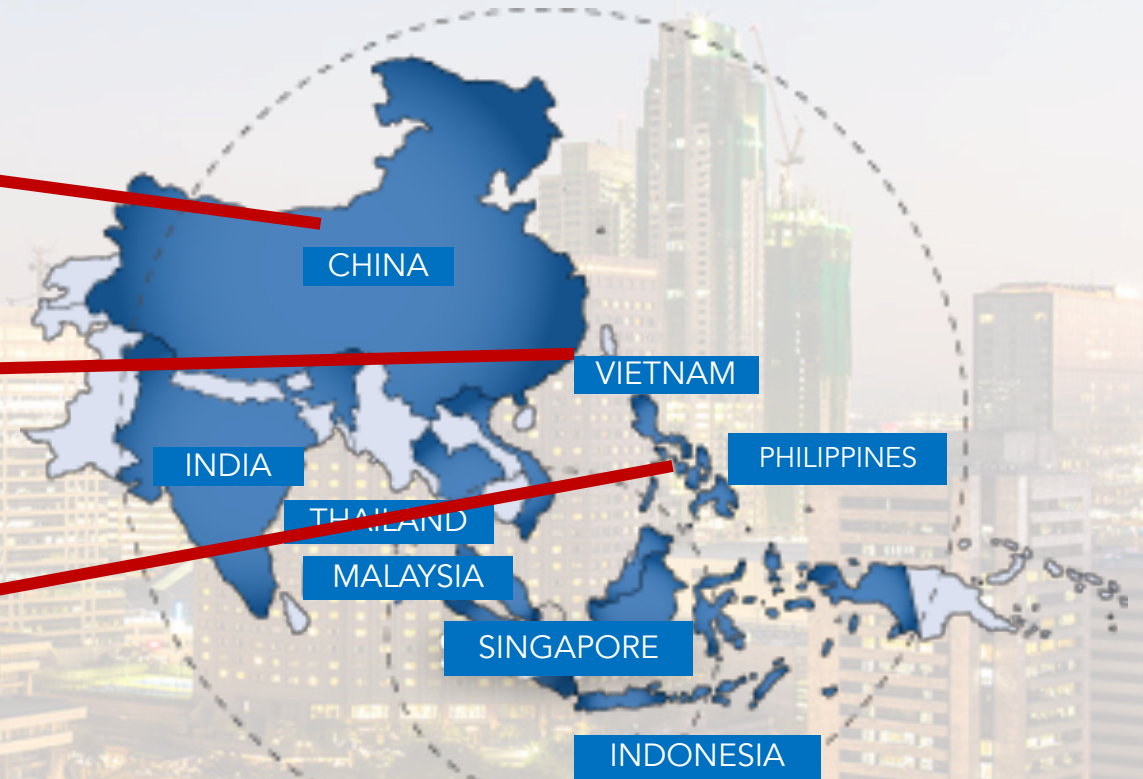 CHINA
VIETNAM
PHILIPPINES
INDIA
THAILAND
MALAYSIA
SINGAPORE
INDONESIA